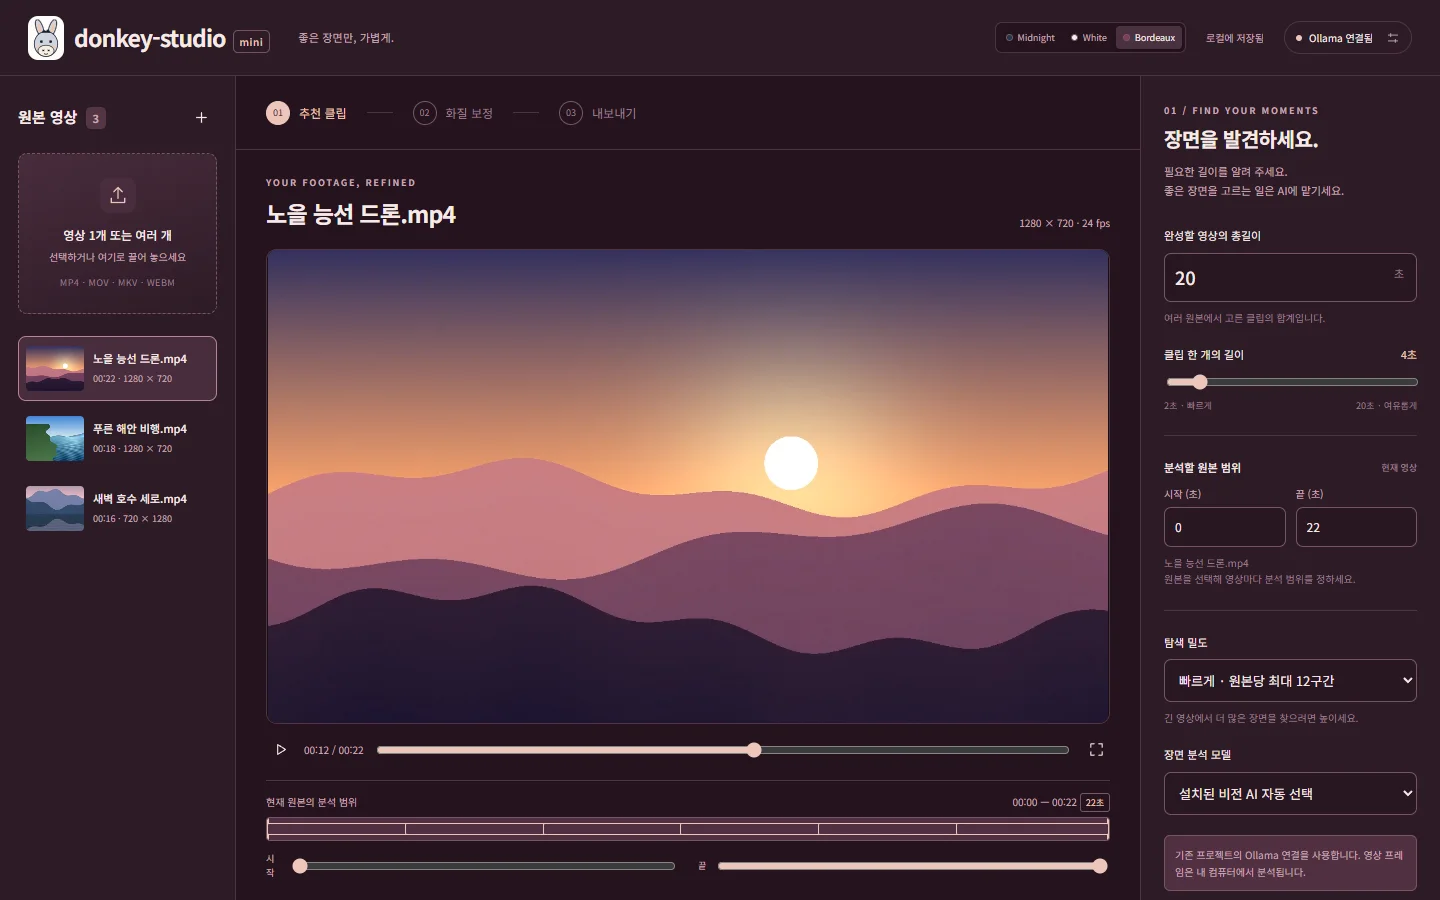 donkey-studio mini
좋은 장면만, 가볍게.
Midnight White Bordeaux
로컬에 저장됨
Ollama 연결됨
원본 영상 3
영상 1개 또는 여러 개
선택하거나 여기로 끌어 놓으세요
MP4 · MOV · MKV · WEBM
노을 능선 드론.mp4
00:22 · 1280 × 720
푸른 해안 비행.mp4
00:18 · 1280 × 720
새벽 호수 세로.mp4
00:16 · 720 × 1280
01 추천 클립
02 화질 보정
03 내보내기
YOUR FOOTAGE, REFINED
노을 능선 드론.mp4
1280 × 720 · 24 fps
00:12 / 00:22
현재 원본의 분석 범위
00:00 — 00:22 22초
시
작
끝
01 / FIND YOUR MOMENTS
장면을 발견하세요.
필요한 길이를 알려 주세요.
좋은 장면을 고르는 일은 AI에 맡기세요.
완성할 영상의 총길이
20 초
여러 원본에서 고른 클립의 합계입니다.
클립 한 개의 길이 4초
2초 · 빠르게 20초 · 여유롭게
분석할 원본 범위 현재 영상
시작 (초) 끝 (초)
0 22
노을 능선 드론.mp4
원본을 선택해 영상마다 분석 범위를 정하세요.
탐색 밀도
빠르게 · 원본당 최대 12구간
긴 영상에서 더 많은 장면을 찾으려면 높이세요.
장면 분석 모델
설치된 비전 AI 자동 선택
기존 프로젝트의 Ollama 연결을 사용합니다. 영상 프레
임은 내 컴퓨터에서 분석됩니다.